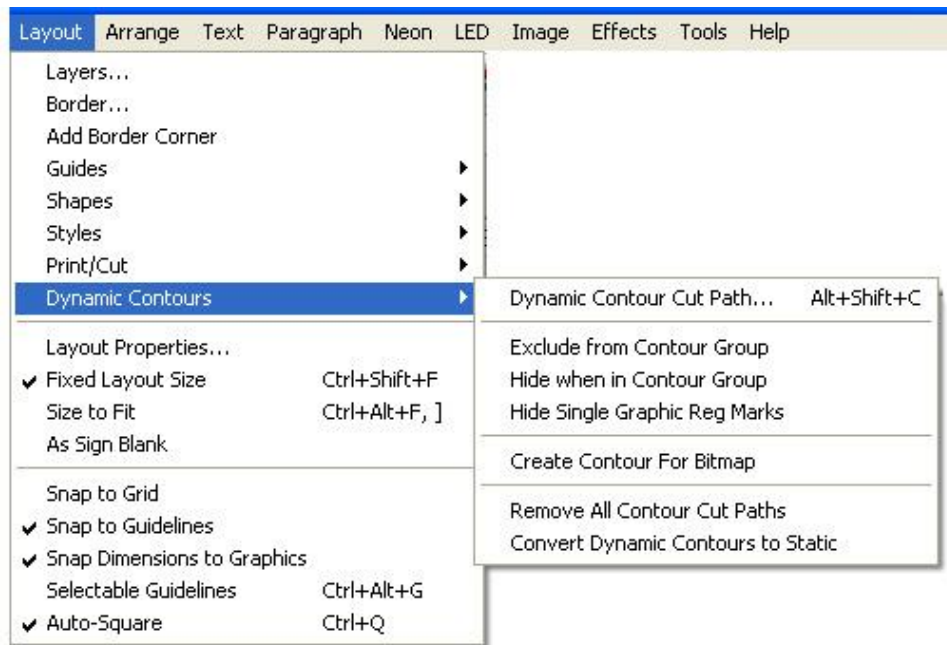 Layout Arrange Text Paragraph Neon LED Image Effects Tools Help
Layers...
Border...
Add Border Corner
Guides
Shapes
Styles
Print/Cut
Dynamic Contours
Layout Properties...
Fixed Layout Size Ctrl+Shift+F
Size to Fit Ctrl+Alt+F, ]
As Sign Blank
Snap to Grid
Snap to Guidelines
Snap Dimensions to Graphics
Selectable Guidelines Ctrl+Alt+G
Auto-Square Ctrl+Q
Dynamic Contour Cut Path... Alt+Shift+C
Exclude from Contour Group
Hide when in Contour Group
Hide Single Graphic Reg Marks
Create Contour For Bitmap
Remove All Contour Cut Paths
Convert Dynamic Contours to Static